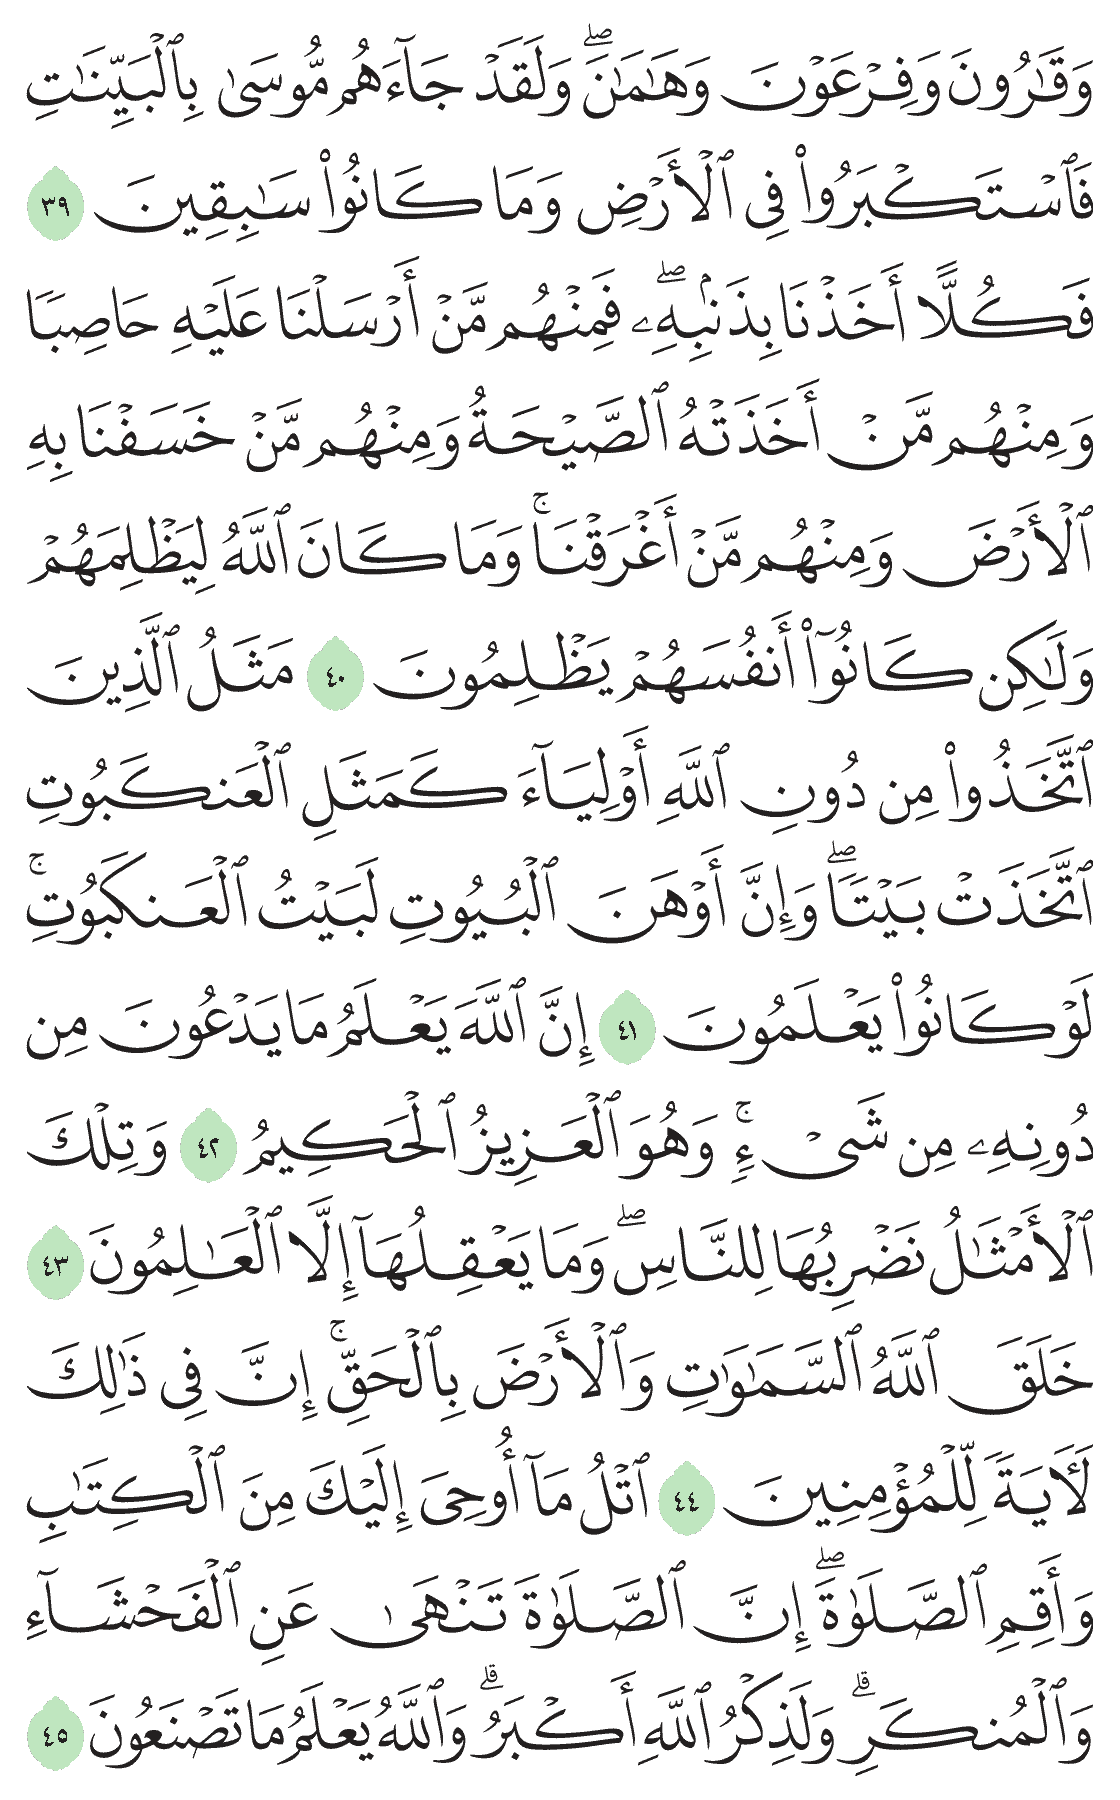 وَقَـٰرُونَ وَفِرْعَوْنَ وَهَـٰمَـٰنَ ۖ وَلَقَدْ جَآءَهُم مُّوسَىٰ بِٱلْبَيِّنَـٰتِ
فَٱسْتَكْبَرُوا۟ فِى ٱلْأَرْضِ وَمَا كَانُوا۟ سَـٰبِقِينَ ٣٩
فَكُلًّا أَخَذْنَا بِذَنۢبِهِۦ ۖ فَمِنْهُم مَّنْ أَرْسَلْنَا عَلَيْهِ حَاصِبًا
وَمِنْهُم مَّنْ أَخَذَتْهُ ٱلصَّيْحَةُ وَمِنْهُم مَّنْ خَسَفْنَا بِهِ
ٱلْأَرْضَ وَمِنْهُم مَّنْ أَغْرَقْنَا ۚ وَمَا كَانَ ٱللَّهُ لِيَظْلِمَهُمْ
وَلَـٰكِن كَانُوٓا۟ أَنفُسَهُمْ يَظْلِمُونَ ٤٠ مَثَلُ ٱلَّذِينَ
ٱتَّخَذُوا۟ مِن دُونِ ٱللَّهِ أَوْلِيَآءَ كَمَثَلِ ٱلْعَنكَبُوتِ
ٱتَّخَذَتْ بَيْتًا ۖ وَإِنَّ أَوْهَنَ ٱلْبُيُوتِ لَبَيْتُ ٱلْعَنكَبُوتِ ۚ
لَوْ كَانُوا۟ يَعْلَمُونَ ٤١ إِنَّ ٱللَّهَ يَعْلَمُ مَا يَدْعُونَ مِن
دُونِهِۦ مِن شَىْءٍ ۚ وَهُوَ ٱلْعَزِيزُ ٱلْحَكِيمُ ٤٢ وَتِلْكَ
ٱلْأَمْثَـٰلُ نَضْرِبُهَا لِلنَّاسِ ۖ وَمَا يَعْقِلُهَآ إِلَّا ٱلْعَـٰلِمُونَ ٤٣
خَلَقَ ٱللَّهُ ٱلسَّمَـٰوَٰتِ وَٱلْأَرْضَ بِٱلْحَقِّ ۚ إِنَّ فِى ذَٰلِكَ
لَـَٔايَةً لِّلْمُؤْمِنِينَ ٤٤ ٱتْلُ مَآ أُوحِىَ إِلَيْكَ مِنَ ٱلْكِتَـٰبِ
وَأَقِمِ ٱلصَّلَوٰةَ ۖ إِنَّ ٱلصَّلَوٰةَ تَنْهَىٰ عَنِ ٱلْفَحْشَآءِ
وَٱلْمُنكَرِ ۗ وَلَذِكْرُ ٱللَّهِ أَكْبَرُ ۗ وَٱللَّهُ يَعْلَمُ مَا تَصْنَعُونَ ٤٥